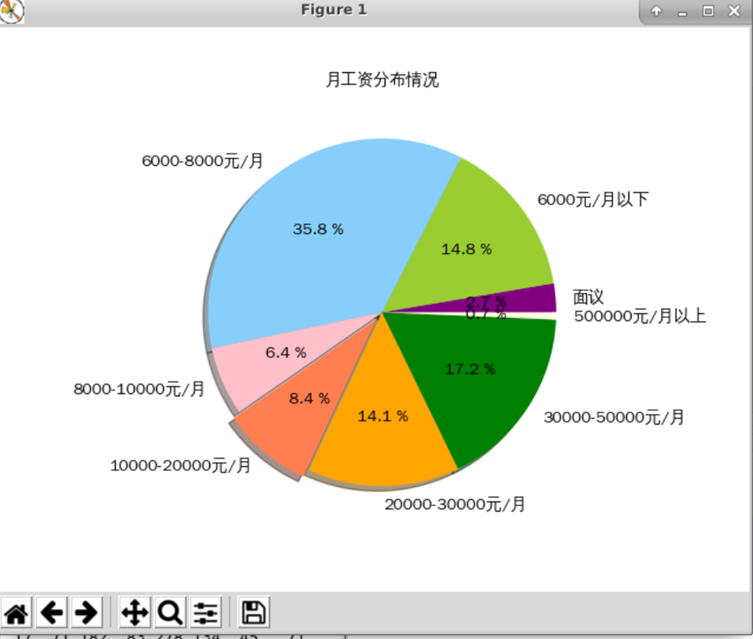 Figure 1
月工资分布情况
6000-8000元/月
6000元/月以下
35.8 %
14.8 %
面议
2.7 %
0.7 %
500000元/月以上
6.4 %
17.2 %
8000-10000元/月
8.4 %
14.1 %
30000-50000元/月
10000-20000元/月
20000-30000元/月